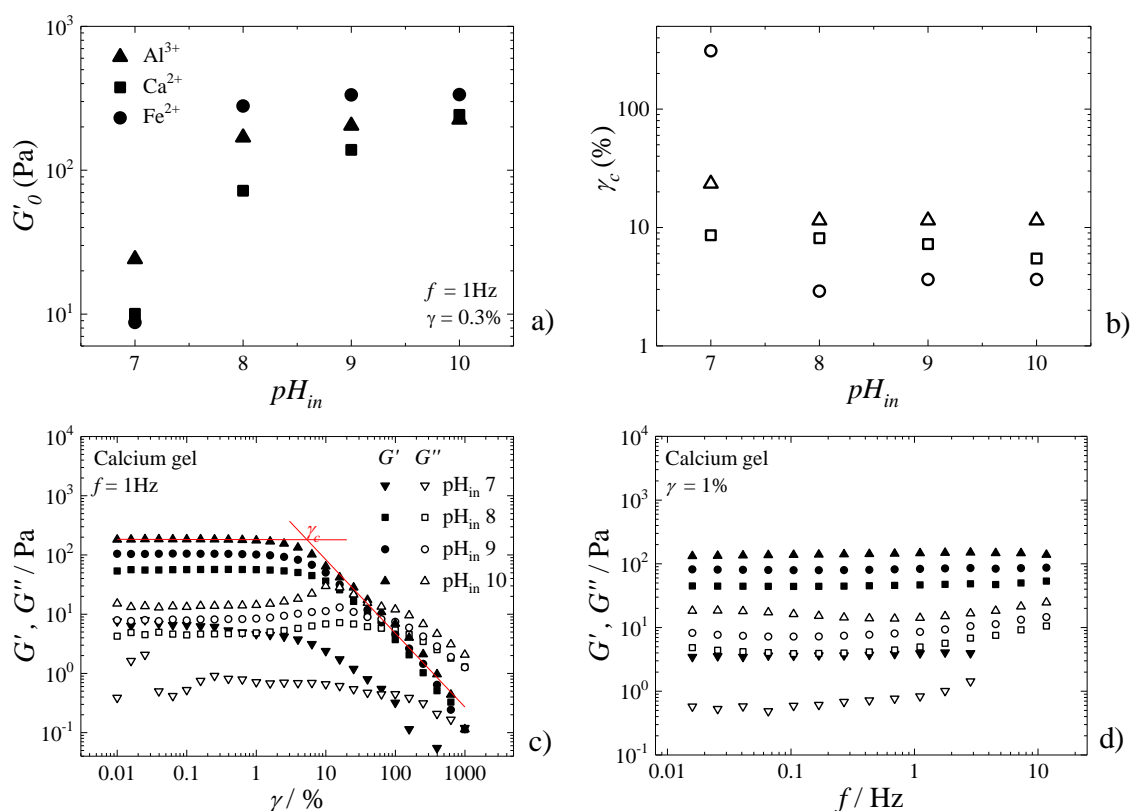 10³
10²
10¹
G'₀ (Pa)
Al³⁺
Ca²⁺
Fe²⁺
f = 1Hz
γ = 0.3%
7 8 9 10
pH_in
a)
100
10
1
γ_c (%)
7 8 9 10
pH_in
b)
10⁴
10³
10²
10¹
10⁰
10⁻¹
G', G'' / Pa
Calcium gel
f = 1Hz
G' G''
pH_in 7
pH_in 8
pH_in 9
pH_in 10
γ_c
0.01 0.1 1 10 100 1000
γ / %
c)
10⁴
10³
10²
10¹
10⁰
10⁻¹
G', G'' / Pa
Calcium gel
γ = 1%
0.01 0.1 1 10
f / Hz
d)